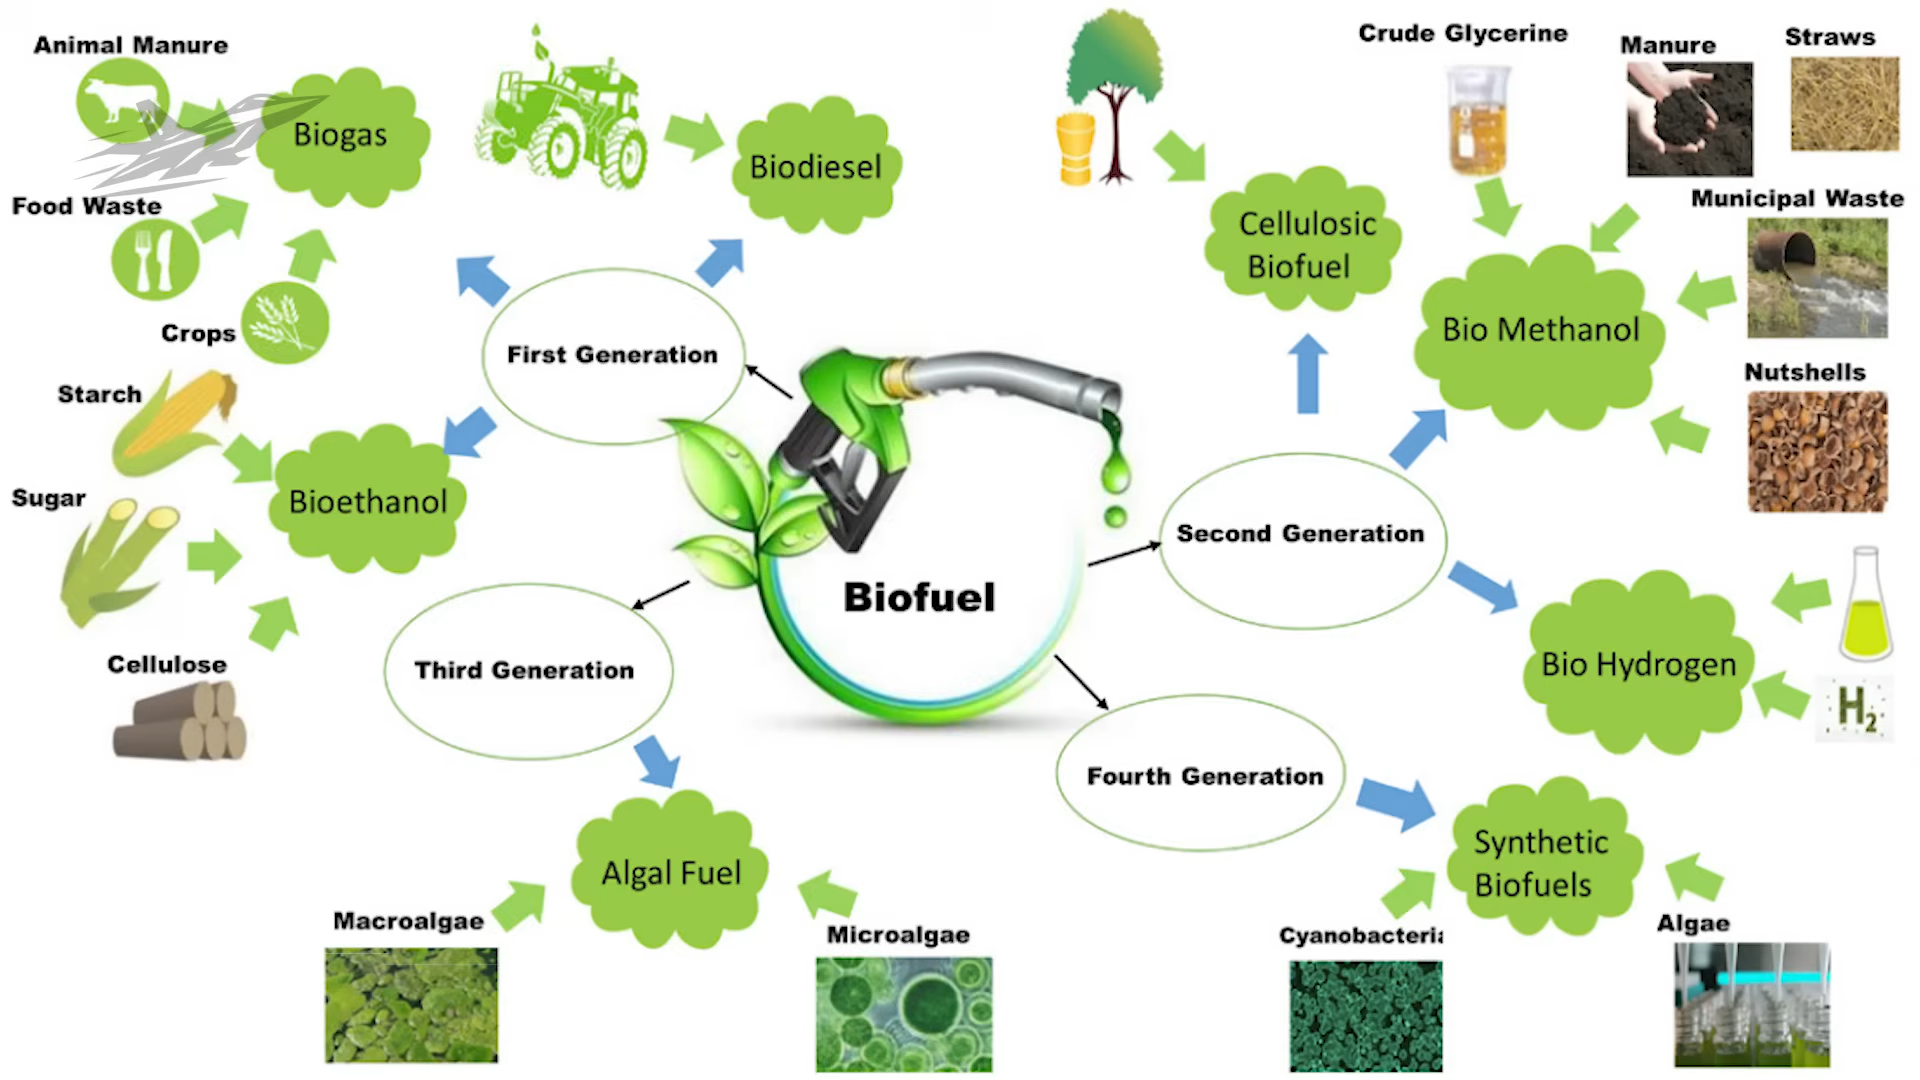 Animal Manure
Biogas
Food Waste
Crops
Biodiesel
First Generation
Starch
Sugar
Bioethanol
Cellulose
Crude Glycerine
Manure
Straws
Municipal Waste
Cellulosic
Biofuel
Bio Methanol
Nutshells
Second Generation
Biofuel
Third Generation
Bio Hydrogen
H2
Fourth Generation
Algal Fuel
Macroalgae
Microalgae
Synthetic
Biofuels
Cyanobacteria
Algae